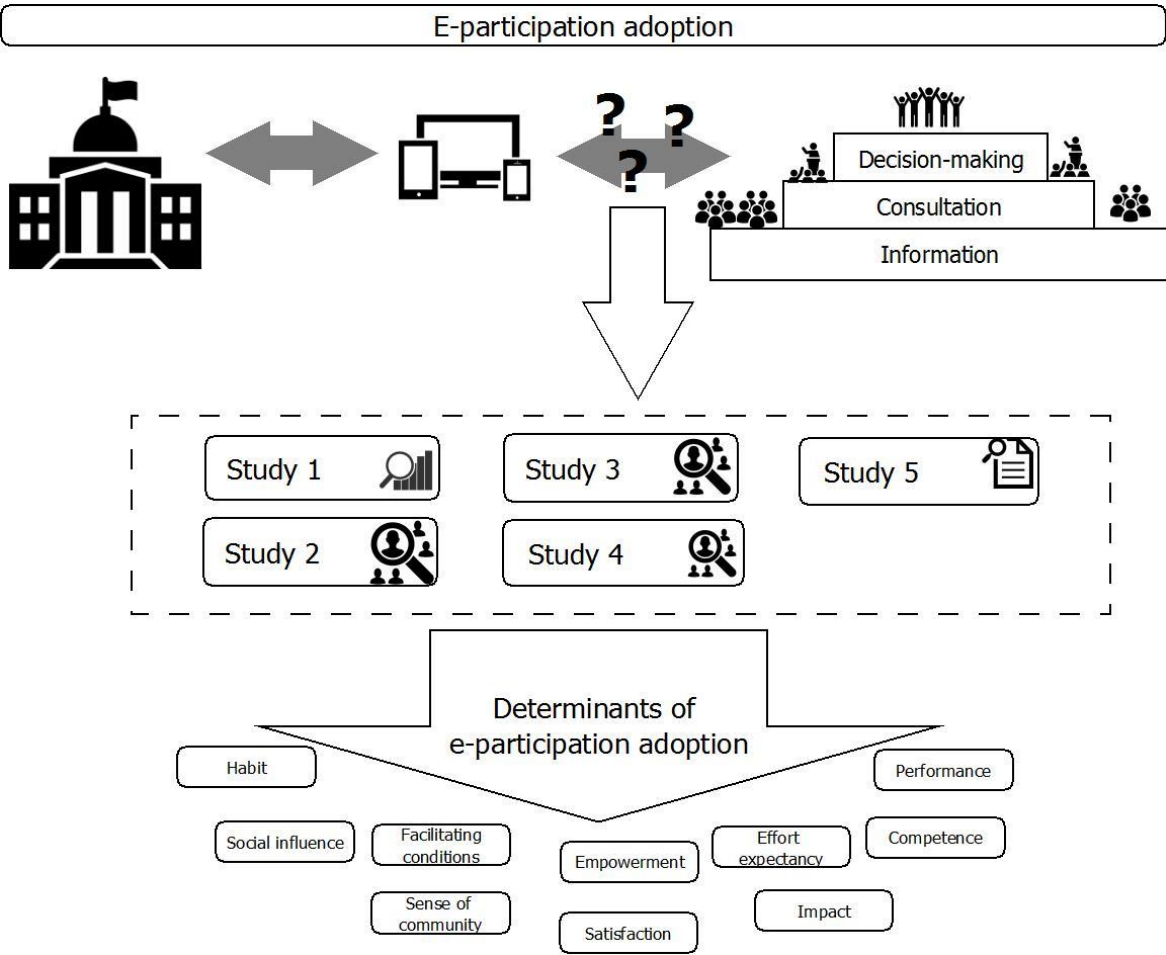 E-participation adoption
? ? ?
Decision-making
Consultation
Information
Study 1
Study 3
Study 5
Study 2
Study 4
Determinants of
e-participation adoption
Habit
Performance
Social influence
Facilitating
conditions
Empowerment
Effort
expectancy
Competence
Sense of
community
Satisfaction
Impact